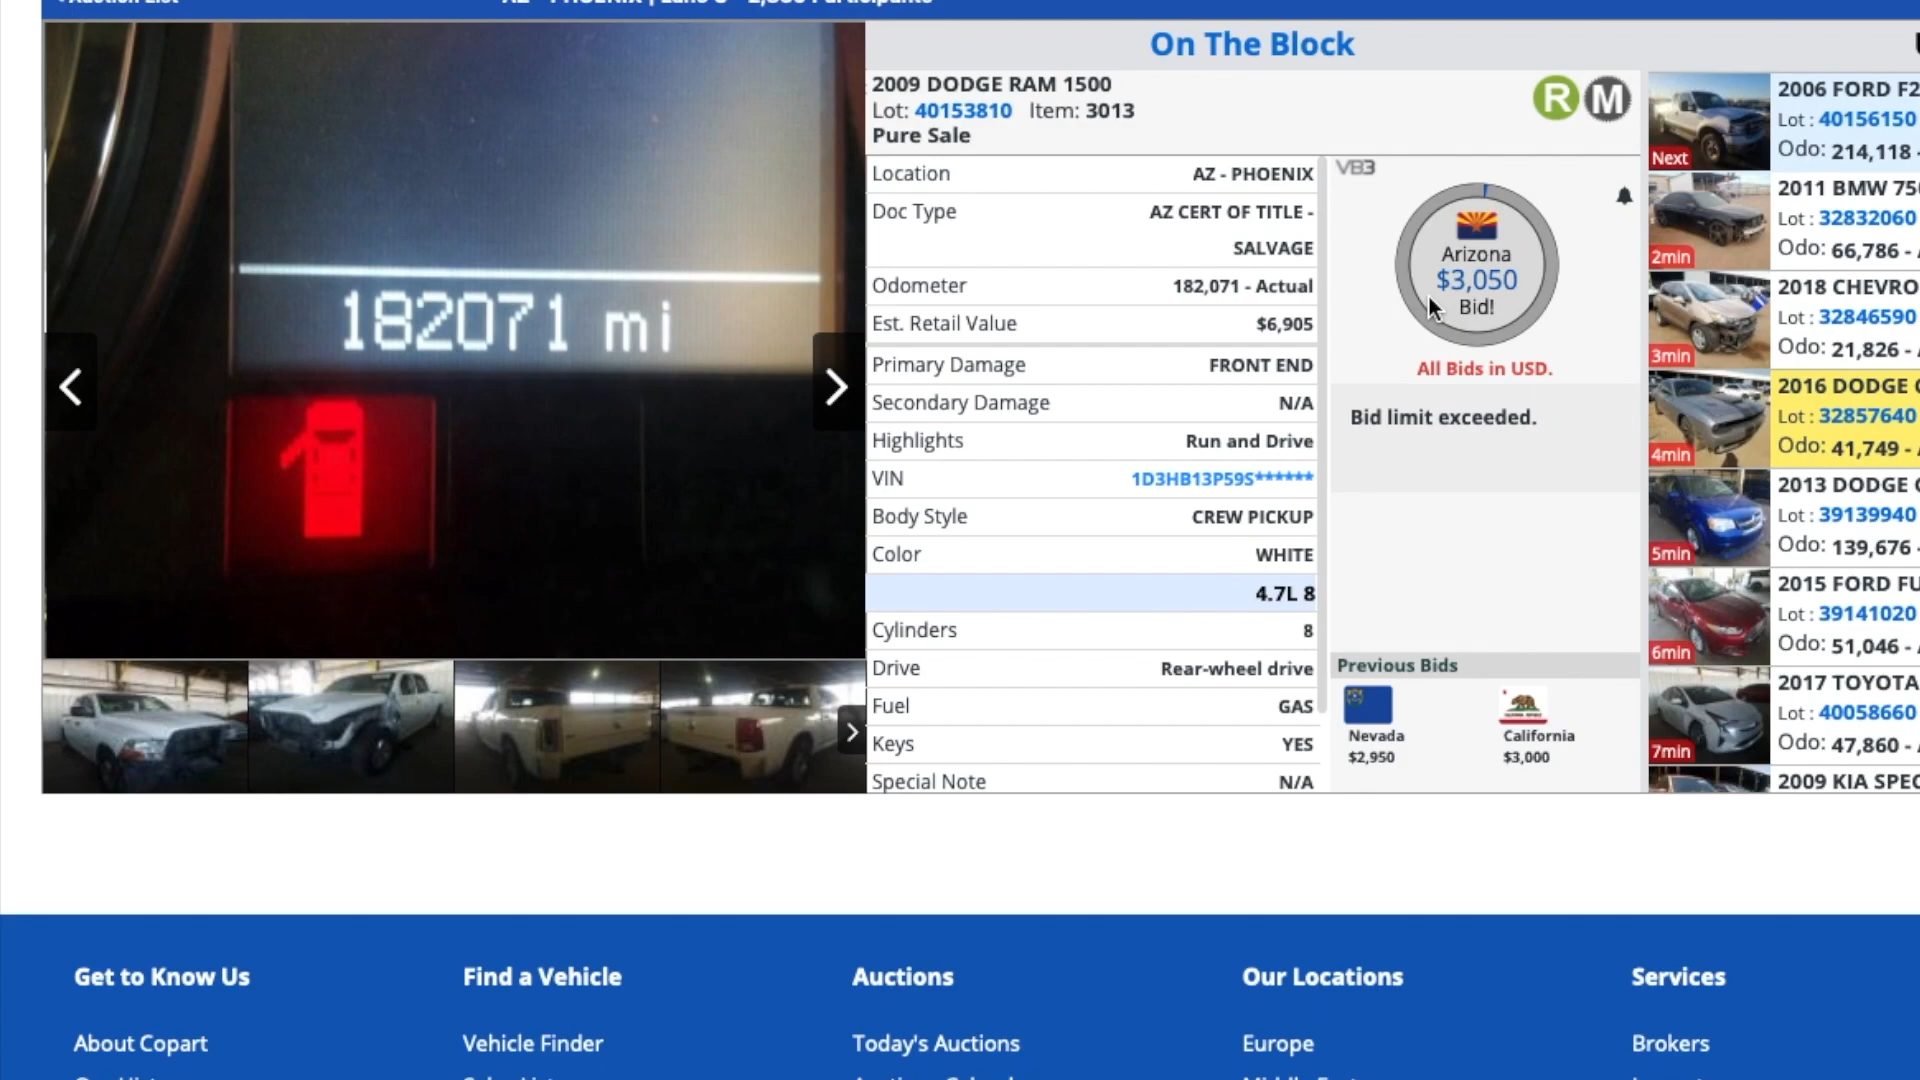 On The Block
2009 DODGE RAM 1500
Lot: 40153810 Item: 3013
Pure Sale
R M
182071 mi
Location AZ - PHOENIX
Doc Type AZ CERT OF TITLE -
SALVAGE
Odometer 182,071 - Actual
Est. Retail Value $6,905
Primary Damage FRONT END
Secondary Damage N/A
Highlights Run and Drive
VIN 1D3HB13P59S******
Body Style CREW PICKUP
Color WHITE
4.7L 8
Cylinders 8
Drive Rear-wheel drive
Fuel GAS
Keys YES
Special Note N/A
VB3
Arizona
$3,050
Bid!
All Bids in USD.
Bid limit exceeded.
Previous Bids
Nevada
$2,950
California
$3,000
2006 FORD F2
Lot : 40156150
Odo: 214,118 -
Next
2011 BMW 750
Lot : 32832060
Odo: 66,786 -
2min
2018 CHEVRO
Lot : 32846590
Odo: 21,826 -
3min
2016 DODGE
Lot : 32857640
Odo: 41,749 -
4min
2013 DODGE
Lot : 39139940
Odo: 139,676 -
5min
2015 FORD FU
Lot : 39141020
Odo: 51,046 -
6min
2017 TOYOTA
Lot : 40058660
Odo: 47,860 -
7min
2009 KIA SPEC
Get to Know Us
About Copart
Find a Vehicle
Vehicle Finder
Auctions
Today's Auctions
Our Locations
Europe
Services
Brokers